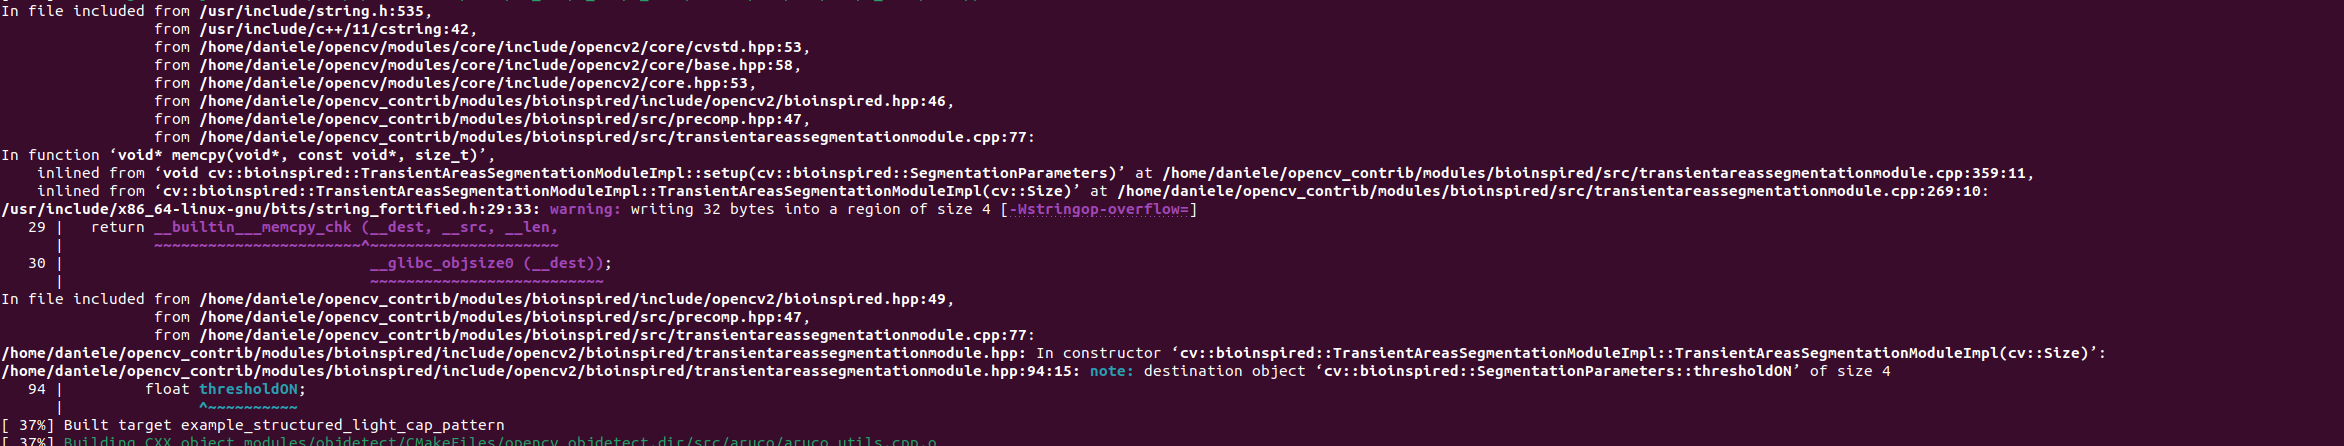 In file included from /usr/include/string.h:535,
                 from /usr/include/c++/11/cstring:42,
                 from /home/daniele/opencv/modules/core/include/opencv2/core/cvstd.hpp:53,
                 from /home/daniele/opencv/modules/core/include/opencv2/core/base.hpp:58,
                 from /home/daniele/opencv/modules/core/include/opencv2/core.hpp:53,
                 from /home/daniele/opencv_contrib/modules/bioinspired/include/opencv2/bioinspired.hpp:46,
                 from /home/daniele/opencv_contrib/modules/bioinspired/src/precomp.hpp:47,
                 from /home/daniele/opencv_contrib/modules/bioinspired/src/transientareassegmentationmodule.cpp:77:
In function ‘void* memcpy(void*, const void*, size_t)’,
    inlined from ‘void cv::bioinspired::TransientAreasSegmentationModuleImpl::setup(cv::bioinspired::SegmentationParameters)’ at /home/daniele/opencv_contrib/modules/bioinspired/src/transientareassegmentationmodule.cpp:359:11,
    inlined from ‘cv::bioinspired::TransientAreasSegmentationModuleImpl::TransientAreasSegmentationModuleImpl(cv::Size)’ at /home/daniele/opencv_contrib/modules/bioinspired/src/transientareassegmentationmodule.cpp:269:10:
/usr/include/x86_64-linux-gnu/bits/string_fortified.h:29:33: warning: writing 32 bytes into a region of size 4 [-Wstringop-overflow=]
   29 |   return __builtin___memcpy_chk (__dest, __src, __len,
      |          ~~~~~~~~~~~~~~~~~~~~~~~^~~~~~~~~~~~~~~~~~~~~~
   30 |                                  __glibc_objsize0 (__dest));
      |                                  ~~~~~~~~~~~~~~~~~~~~~~~~~~
In file included from /home/daniele/opencv_contrib/modules/bioinspired/include/opencv2/bioinspired.hpp:49,
                 from /home/daniele/opencv_contrib/modules/bioinspired/src/precomp.hpp:47,
                 from /home/daniele/opencv_contrib/modules/bioinspired/src/transientareassegmentationmodule.cpp:77:
/home/daniele/opencv_contrib/modules/bioinspired/include/opencv2/bioinspired/transientareassegmentationmodule.hpp: In constructor ‘cv::bioinspired::TransientAreasSegmentationModuleImpl::TransientAreasSegmentationModuleImpl(cv::Size)’:
/home/daniele/opencv_contrib/modules/bioinspired/include/opencv2/bioinspired/transientareassegmentationmodule.hpp:94:15: note: destination object ‘cv::bioinspired::SegmentationParameters::thresholdON’ of size 4
   94 |         float thresholdON;
      |               ^~~~~~~~~~~
[ 37%] Built target example_structured_light_cap_pattern
[ 37%] Building CXX object modules/objdetect/CMakeFiles/opencv_objdetect.dir/src/aruco/aruco_utils.cpp.o